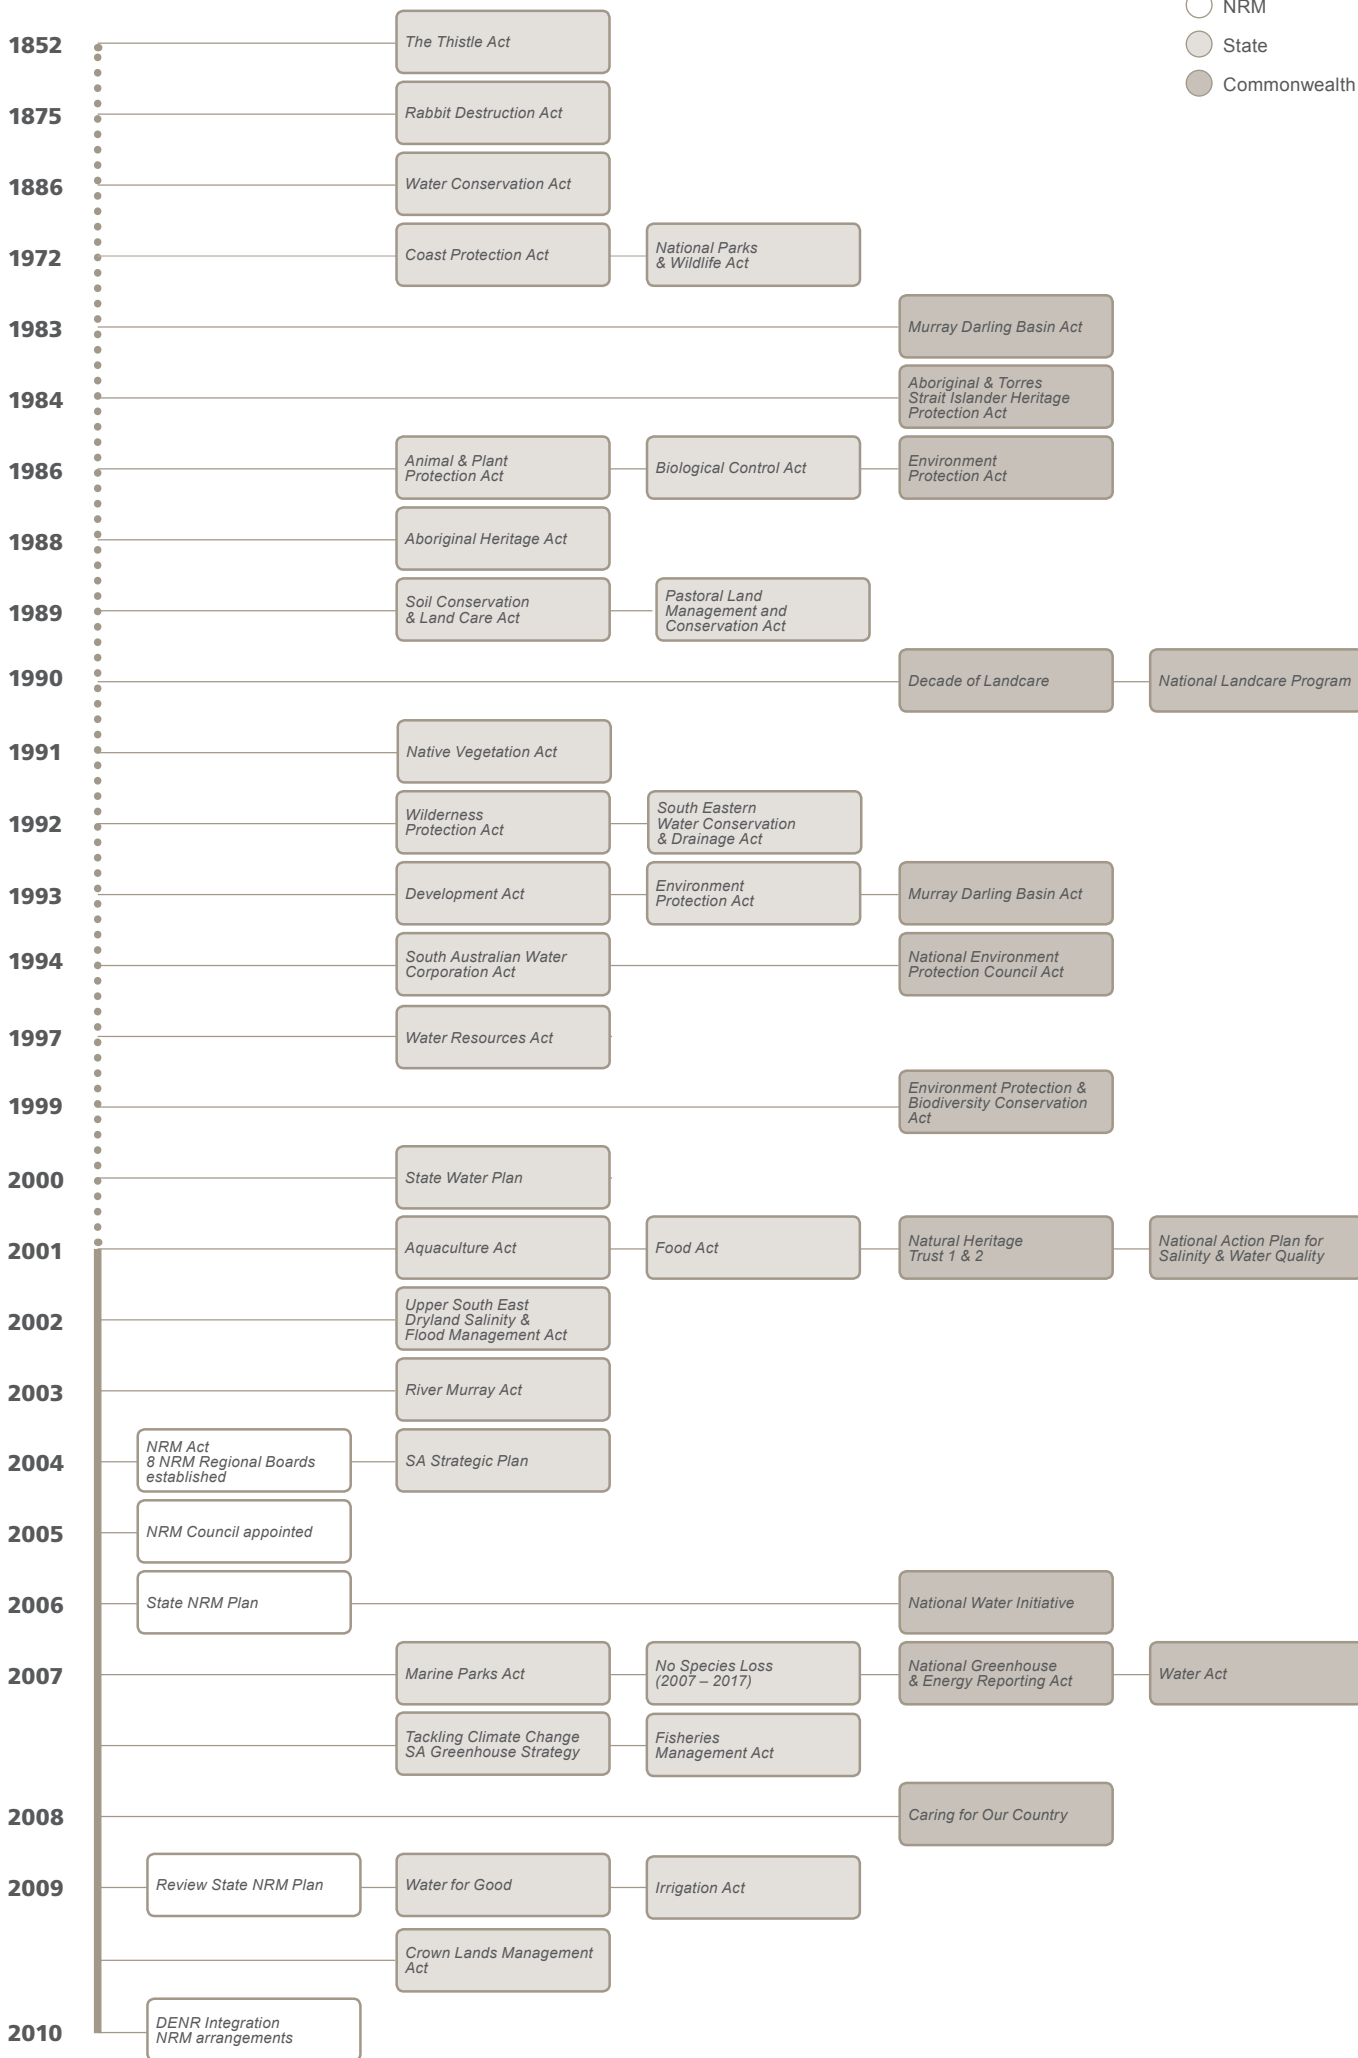 NRM
1852
The Thistle Act
State
Commonwealth
1875
Rabbit Destruction Act
1886
Water Conservation Act
1972
Coast Protection Act
National Parks
& Wildlife Act
1983
Murray Darling Basin Act
1984
Aboriginal & Torres
Strait Islander Heritage
Protection Act
1986
Animal & Plant
Protection Act
Biological Control Act
Environment
Protection Act
1988
Aboriginal Heritage Act
1989
Soil Conservation
& Land Care Act
Pastoral Land
Management and
Conservation Act
1990
Decade of Landcare
National Landcare Program
1991
Native Vegetation Act
1992
Wilderness
Protection Act
South Eastern
Water Conservation
& Drainage Act
1993
Development Act
Environment
Protection Act
Murray Darling Basin Act
1994
South Australian Water
Corporation Act
National Environment
Protection Council Act
1997
Water Resources Act
1999
Environment Protection &
Biodiversity Conservation
Act
2000
State Water Plan
2001
Aquaculture Act
Food Act
Natural Heritage
Trust 1 & 2
National Action Plan for
Salinity & Water Quality
2002
Upper South East
Dryland Salinity &
Flood Management Act
2003
River Murray Act
2004
NRM Act
8 NRM Regional Boards
established
SA Strategic Plan
2005
NRM Council appointed
2006
State NRM Plan
National Water Initiative
2007
Marine Parks Act
No Species Loss
(2007 – 2017)
National Greenhouse
& Energy Reporting Act
Water Act
Tackling Climate Change
SA Greenhouse Strategy
Fisheries
Management Act
2008
Caring for Our Country
2009
Review State NRM Plan
Water for Good
Irrigation Act
Crown Lands Management
Act
2010
DENR Integration
NRM arrangements